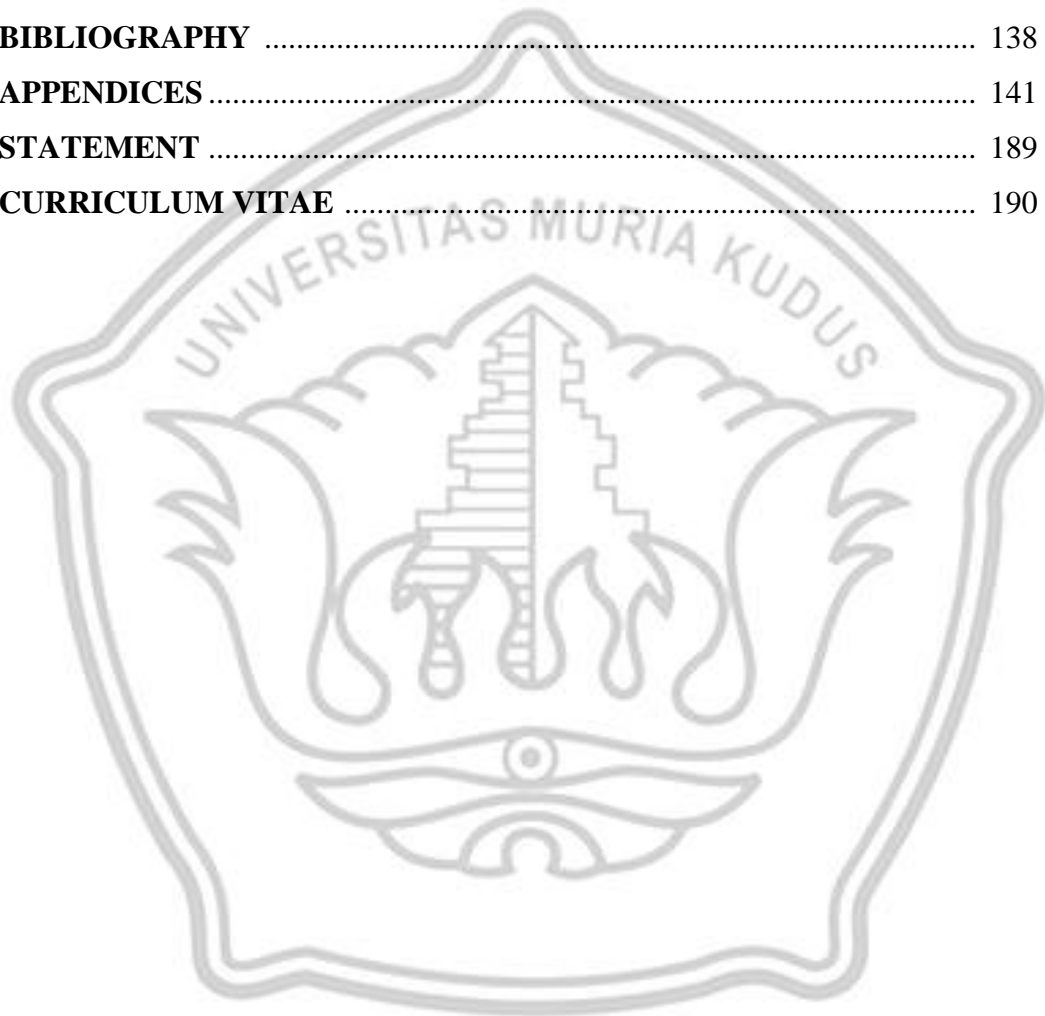 BIBLIOGRAPHY ............................................................................ 138
APPENDICES .................................................................................. 141
STATEMENT .................................................................................. 189
CURRICULUM VITAE ................................................................... 190
UNIVERSITAS MURIA KUDUS